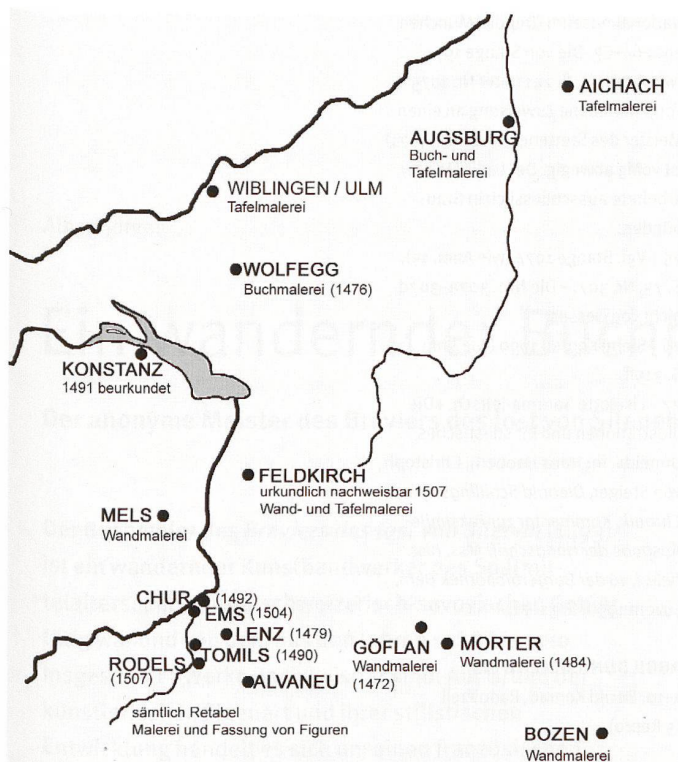 AICHACH
Tafelmalerei
AUGSBURG
Buch- und
Tafelmalerei
WIBLINGEN / ULM
Tafelmalerei
WOLFEGG
Buchmalerei (1476)
KONSTANZ
1491 beurkundet
FELDKIRCH
urkundlich nachweisbar 1507
Wand- und Tafelmalerei
MELS
Wandmalerei
CHUR (1492)
EMS (1504)
LENZ (1479)
TOMILS (1490)
RODELS
(1507)
ALVANEU
sämtlich Retabel
Malerei und Fassung von Figuren
GÖFLAN
Wandmalerei
(1472)
MORTER
Wandmalerei (1484)
BOZEN
Wandmalerei